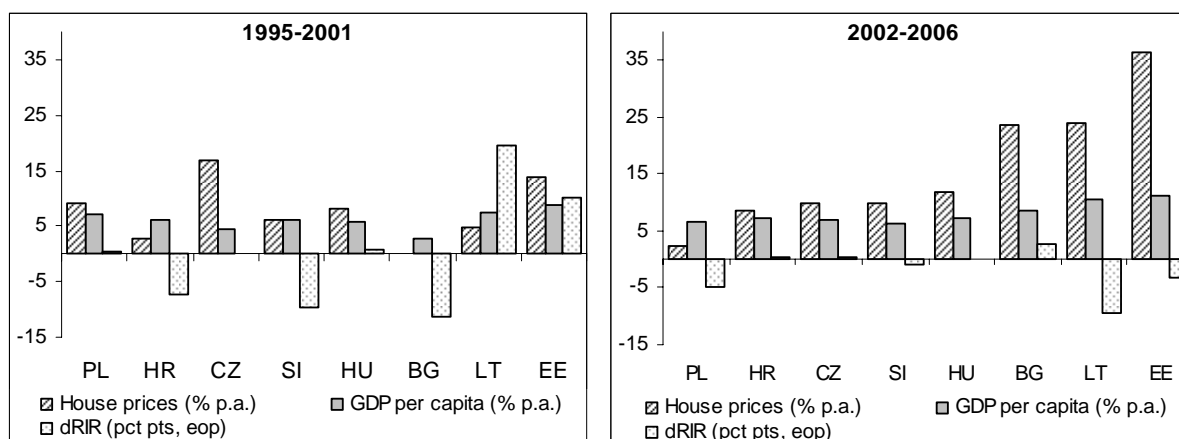 1995-2001
35
25
15
5
-5
-15
PL HR CZ SI HU BG LT EE
House prices (% p.a.) GDP per capita (% p.a.)
dRIR (pct pts, eop)
2002-2006
35
25
15
5
-5
-15
PL HR CZ SI HU BG LT EE
House prices (% p.a.) GDP per capita (% p.a.)
dRIR (pct pts, eop)